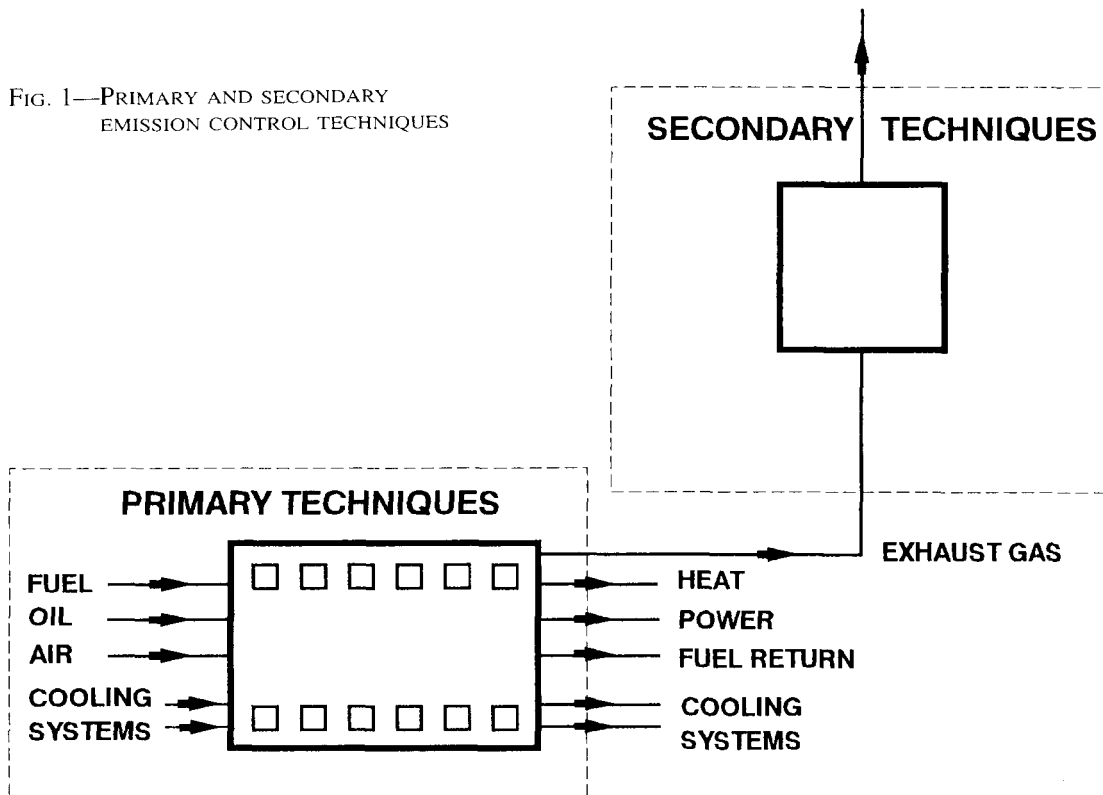 FIG. 1—PRIMARY AND SECONDARY
EMISSION CONTROL TECHNIQUES
SECONDARY TECHNIQUES
PRIMARY TECHNIQUES
FUEL
OIL
AIR
COOLING
SYSTEMS
EXHAUST GAS
HEAT
POWER
FUEL RETURN
COOLING
SYSTEMS